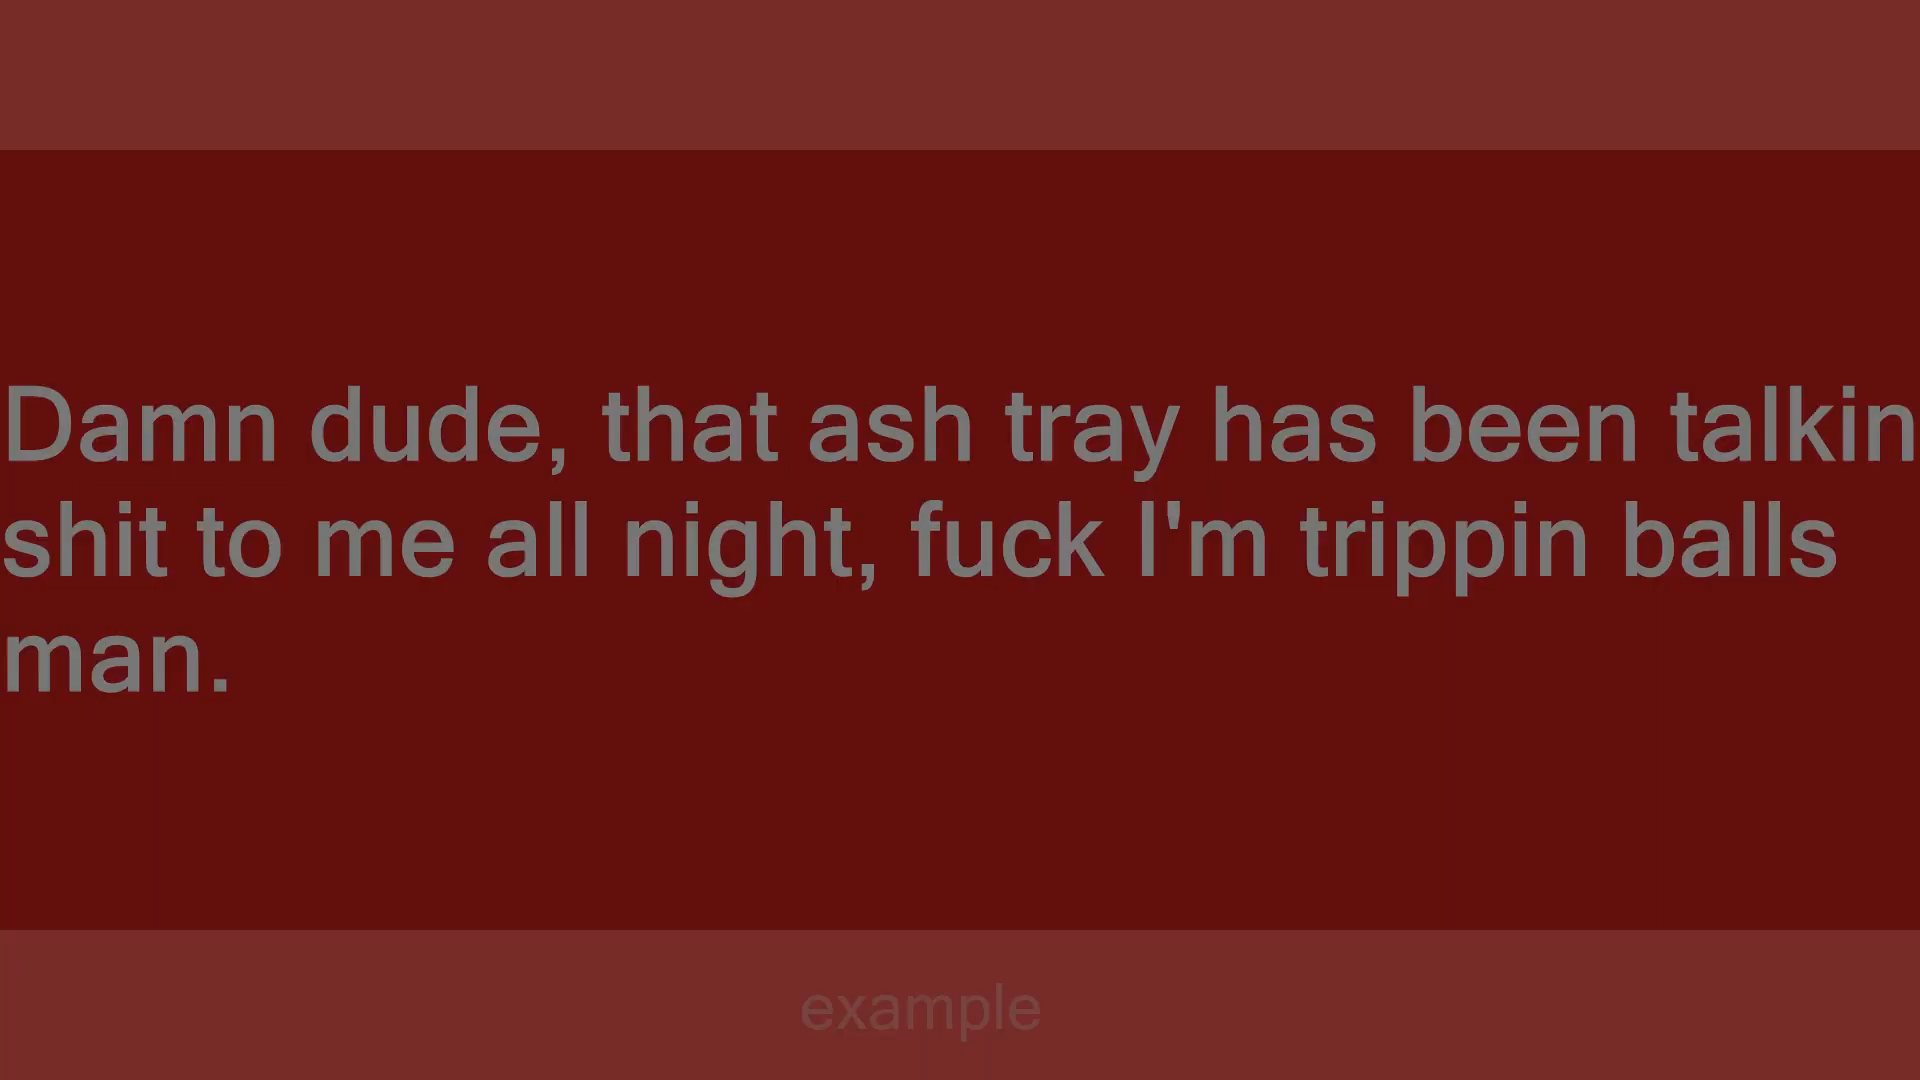 Damn dude, that ash tray has been talkin
shit to me all night, fuck I'm trippin balls
man.
example